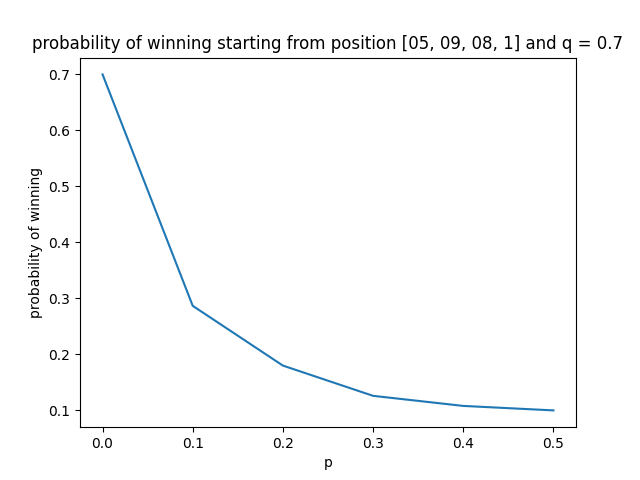 probability of winning starting from position [05, 09, 08, 1] and q = 0.7
probability of winning
0.7
0.6
0.5
0.4
0.3
0.2
0.1
0.0 0.1 0.2 0.3 0.4 0.5
p